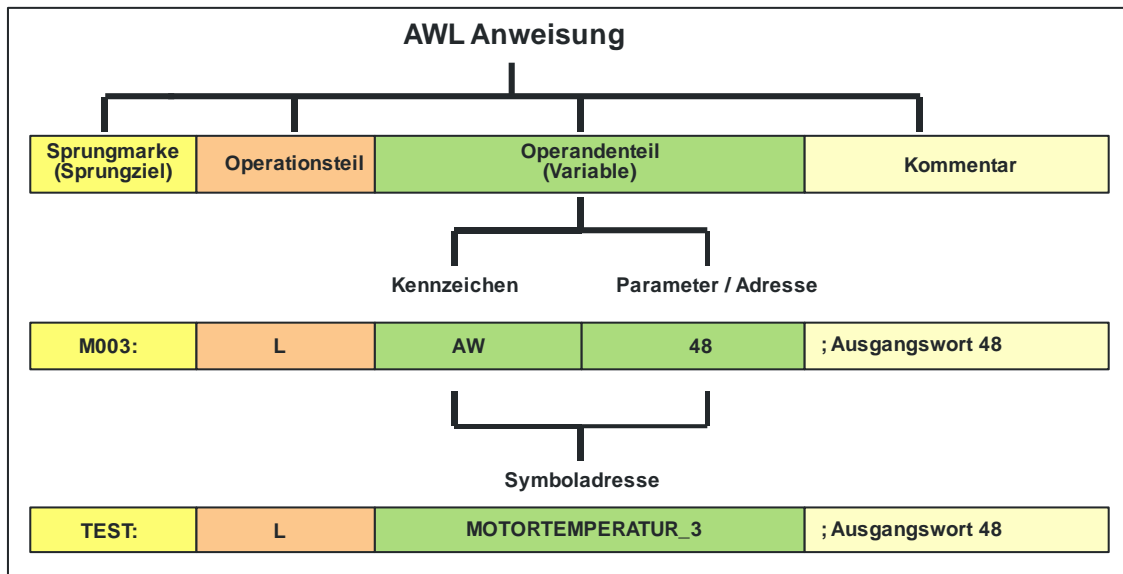 AWL Anweisung
Sprungmarke
(Sprungziel)
Operationsteil
Operandenteil
(Variable)
Kommentar
Kennzeichen
Parameter / Adresse
M003:
L
AW
48
; Ausgangswort 48
Symboladresse
TEST:
L
MOTORTEMPERATUR_3
; Ausgangswort 48